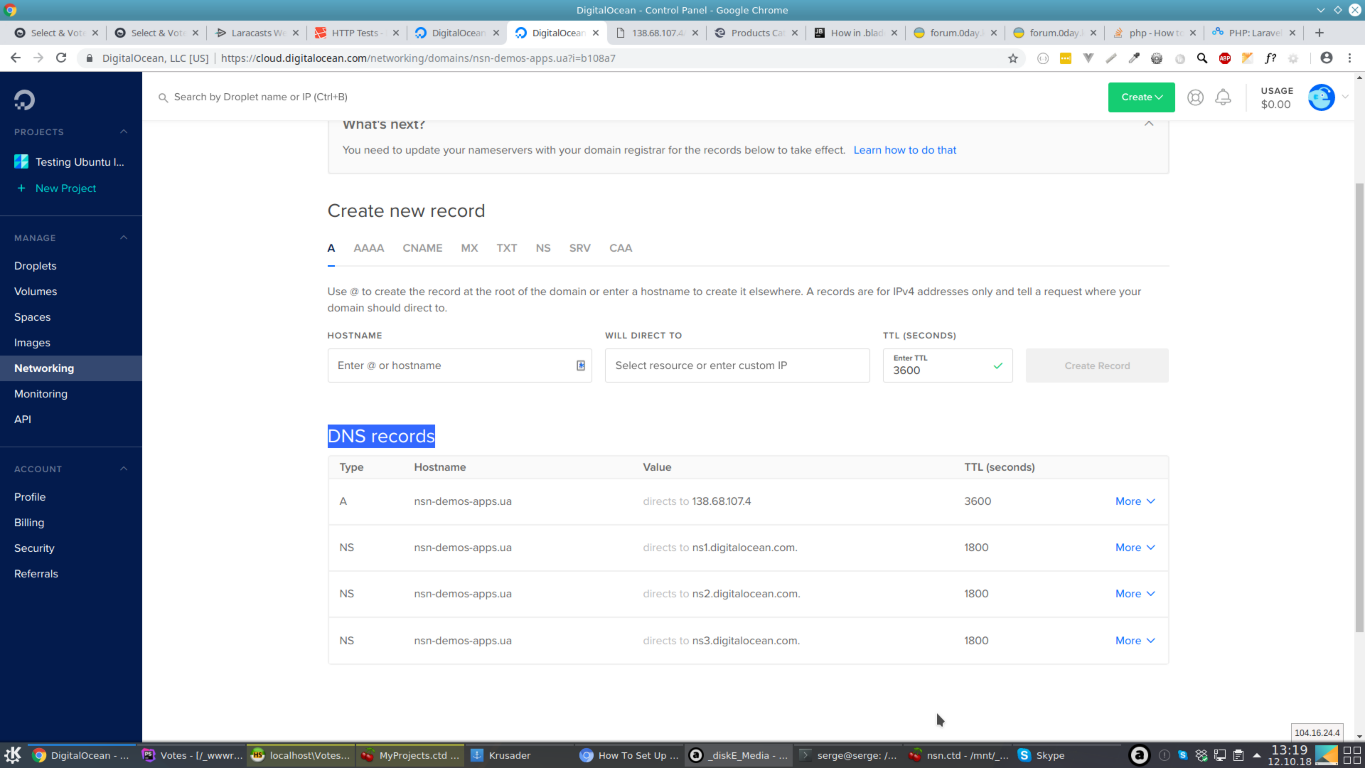 DigitalOcean - Control Panel - Google Chrome
Select & Vote
Select & Vote
Laracasts W
HTTP Tests -
DigitalOcean
DigitalOcean
138.68.107.4
Products Ca
How in .blad
forum.0day.
forum.0day.
php - How to
PHP: Laravel
DigitalOcean, LLC [US] | https://cloud.digitalocean.com/networking/domains/nsn-demos-apps.ua?i=b108a7
Search by Droplet name or IP (Ctrl+B)
Create
USAGE
$0.00
PROJECTS
Testing Ubuntu l...
+ New Project
MANAGE
Droplets
Volumes
Spaces
Images
Networking
Monitoring
API
ACCOUNT
Profile
Billing
Security
Referrals
What's next?
You need to update your nameservers with your domain registrar for the records below to take effect. Learn how to do that
Create new record
A AAAA CNAME MX TXT NS SRV CAA
Use @ to create the record at the root of the domain or enter a hostname to create it elsewhere. A records are for IPv4 addresses only and tell a request where your
domain should direct to.
HOSTNAME WILL DIRECT TO TTL (SECONDS)
Enter @ or hostname
Select resource or enter custom IP
Enter TTL
3600
Create Record
DNS records
Type Hostname Value TTL (seconds)
A nsn-demos-apps.ua directs to 138.68.107.4 3600 More
NS nsn-demos-apps.ua directs to ns1.digitalocean.com. 1800 More
NS nsn-demos-apps.ua directs to ns2.digitalocean.com. 1800 More
NS nsn-demos-apps.ua directs to ns3.digitalocean.com. 1800 More
104.16.24.4
DigitalOcean - ...
Votes - [/_wwwr...
localhost\Votes...
MyProjects.ctd ...
Krusader
How To Set Up ...
_diskE_Media - ...
serge@serge: /...
nsn.ctd - /mnt/_...
Skype
13:19
12.10.18